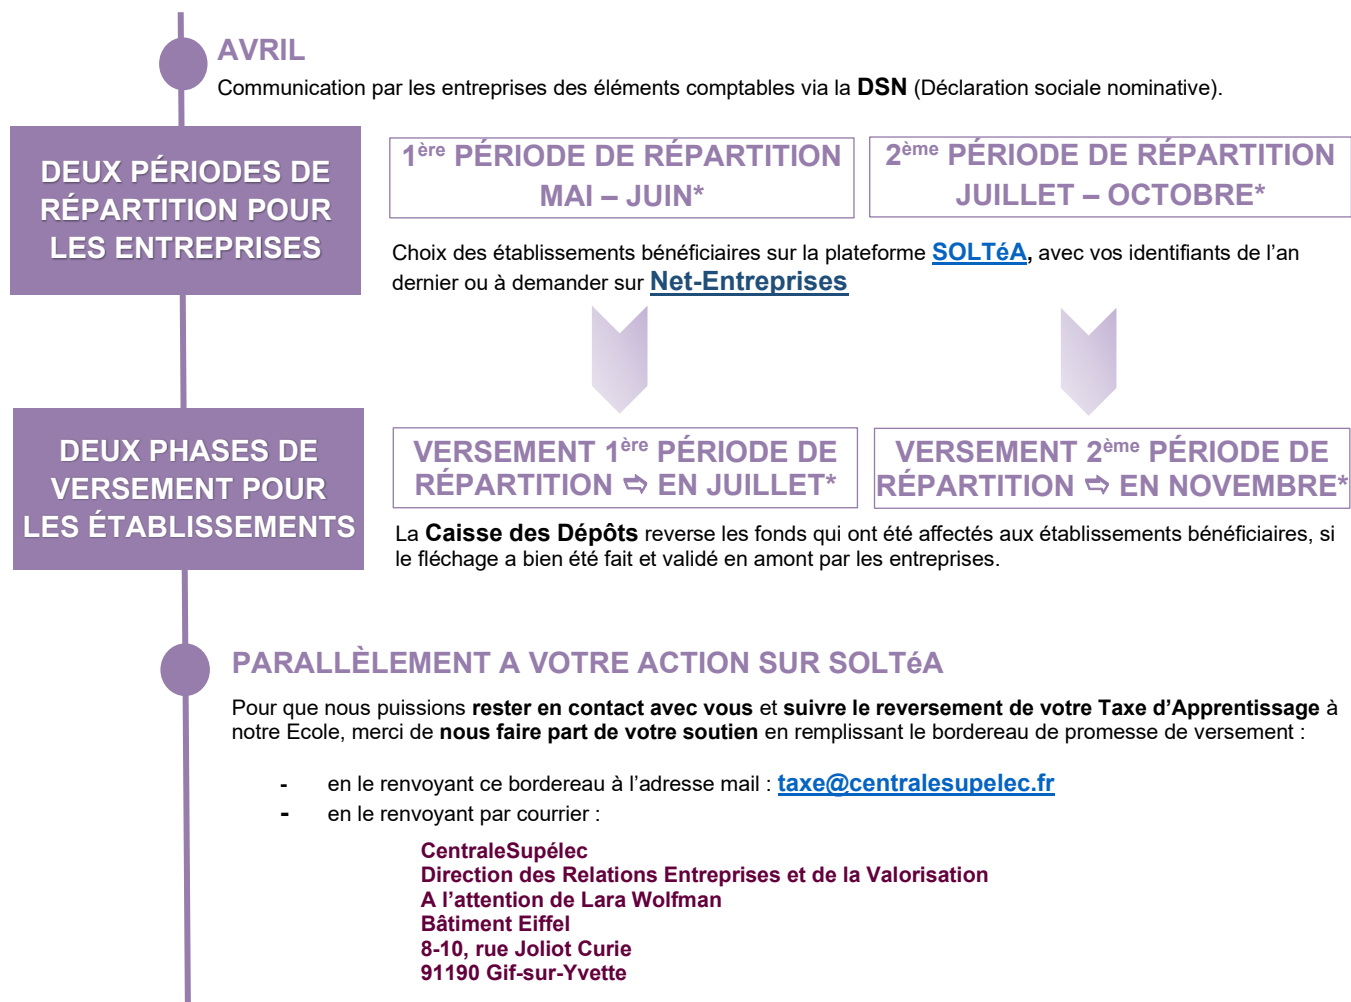 AVRIL
Communication par les entreprises des éléments comptables via la DSN (Déclaration sociale nominative).
DEUX PÉRIODES DE
RÉPARTITION POUR
LES ENTREPRISES
1ère PÉRIODE DE RÉPARTITION
MAI – JUIN*
2ème PÉRIODE DE RÉPARTITION
JUILLET – OCTOBRE*
Choix des établissements bénéficiaires sur la plateforme SOLTéA, avec vos identifiants de l’an
dernier ou à demander sur Net-Entreprises
DEUX PHASES DE
VERSEMENT POUR
LES ÉTABLISSEMENTS
VERSEMENT 1ère PÉRIODE DE
RÉPARTITION ⇨ EN JUILLET*
VERSEMENT 2ème PÉRIODE DE
RÉPARTITION ⇨ EN NOVEMBRE*
La Caisse des Dépôts reverse les fonds qui ont été affectés aux établissements bénéficiaires, si
le fléchage a bien été fait et validé en amont par les entreprises.
PARALLÈLEMENT A VOTRE ACTION SUR SOLTéA
Pour que nous puissions rester en contact avec vous et suivre le reversement de votre Taxe d’Apprentissage à
notre Ecole, merci de nous faire part de votre soutien en remplissant le bordereau de promesse de versement :
- en le renvoyant ce bordereau à l’adresse mail : taxe@centralesupelec.fr
- en le renvoyant par courrier :
CentraleSupélec
Direction des Relations Entreprises et de la Valorisation
A l’attention de Lara Wolfman
Bâtiment Eiffel
8-10, rue Joliot Curie
91190 Gif-sur-Yvette